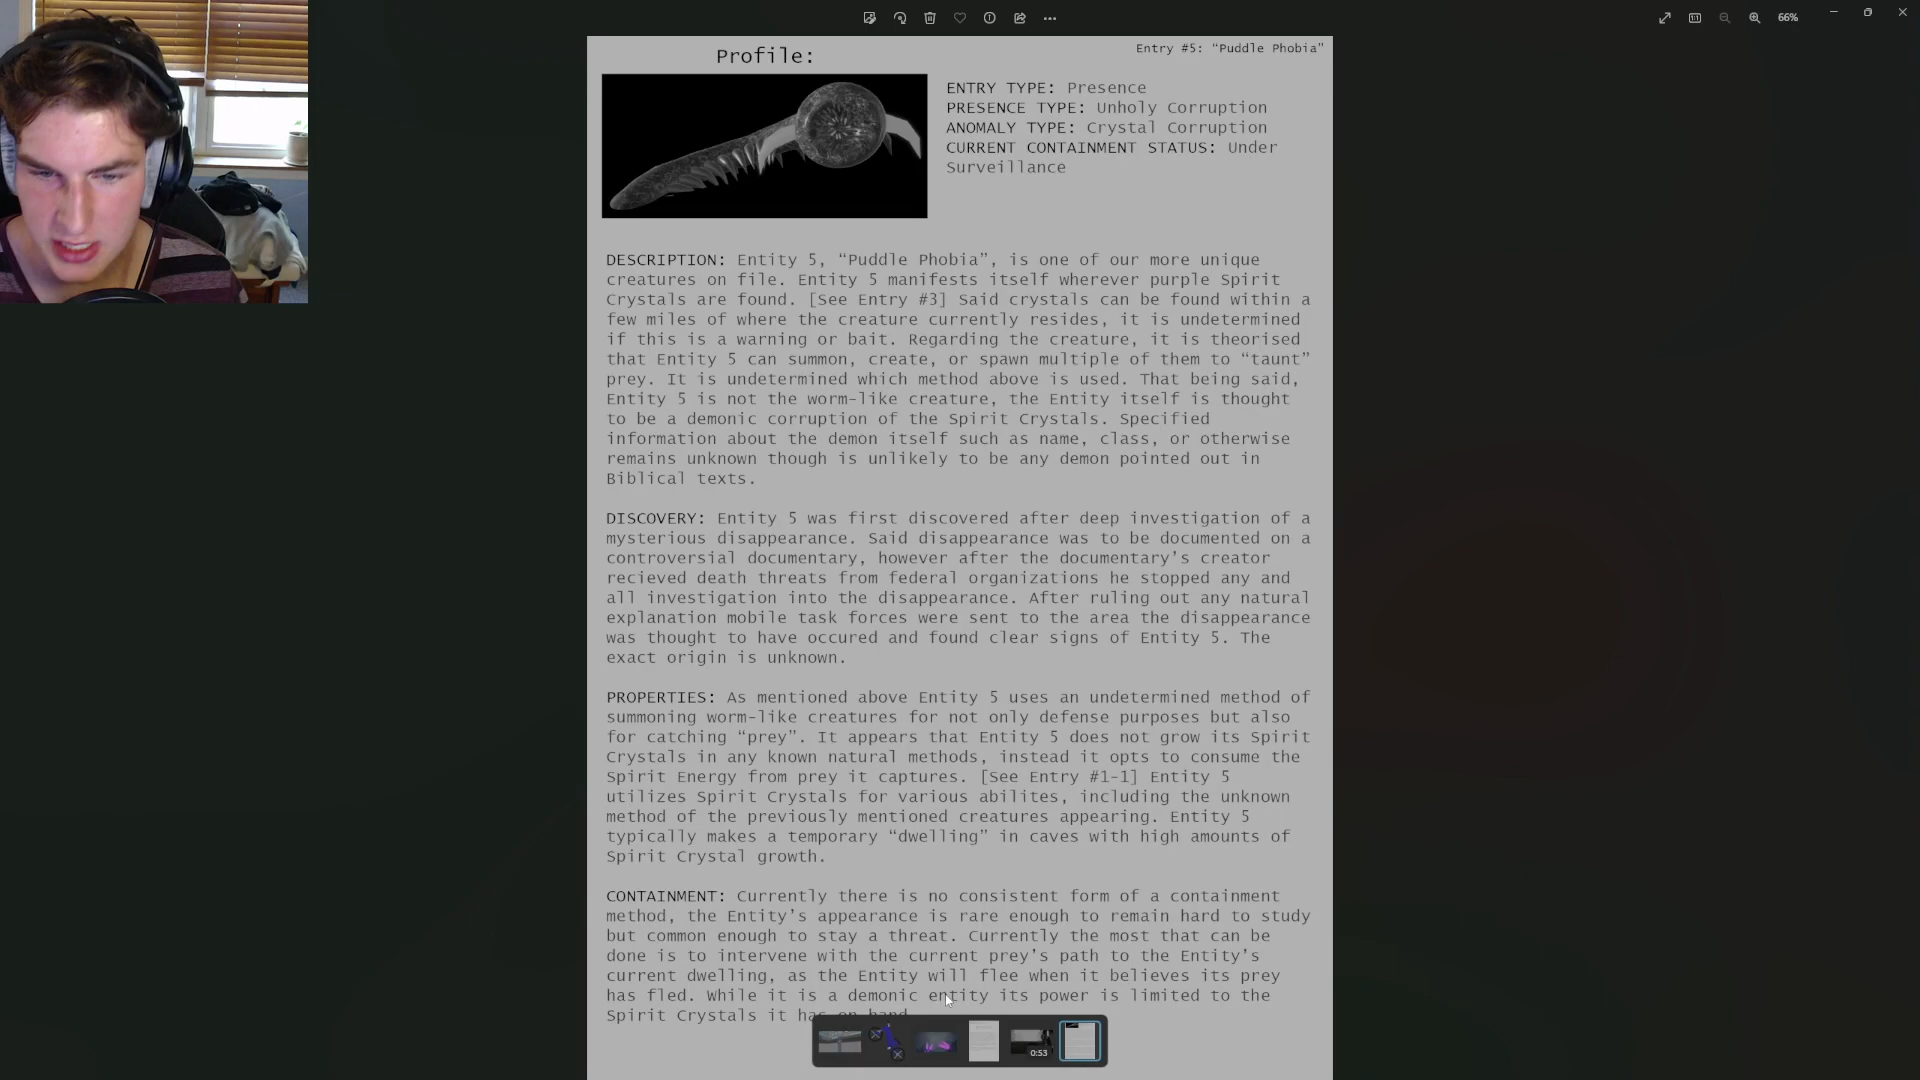 66%
Profile:
Entry #5: “Puddle Phobia”
ENTRY TYPE: Presence
PRESENCE TYPE: Unholy Corruption
ANOMALY TYPE: Crystal Corruption
CURRENT CONTAINMENT STATUS: Under
Surveillance
DESCRIPTION: Entity 5, “Puddle Phobia”, is one of our more unique
creatures on file. Entity 5 manifests itself wherever purple Spirit
Crystals are found. [See Entry #3] Said crystals can be found within a
few miles of where the creature currently resides, it is undetermined
if this is a warning or bait. Regarding the creature, it is theorised
that Entity 5 can summon, create, or spawn multiple of them to “taunt”
prey. It is undetermined which method above is used. That being said,
Entity 5 is not the worm-like creature, the Entity itself is thought
to be a demonic corruption of the Spirit Crystals. Specified
information about the demon itself such as name, class, or otherwise
remains unknown though is unlikely to be any demon pointed out in
Biblical texts.
DISCOVERY: Entity 5 was first discovered after deep investigation of a
mysterious disappearance. Said disappearance was to be documented on a
controversial documentary, however after the documentary’s creator
recieved death threats from federal organizations he stopped any and
all investigation into the disappearance. After ruling out any natural
explanation mobile task forces were sent to the area the disappearance
was thought to have occured and found clear signs of Entity 5. The
exact origin is unknown.
PROPERTIES: As mentioned above Entity 5 uses an undetermined method of
summoning worm-like creatures for not only defense purposes but also
for catching “prey”. It appears that Entity 5 does not grow its Spirit
Crystals in any known natural methods, instead it opts to consume the
Spirit Energy from prey it captures. [See Entry #1-1] Entity 5
utilizes Spirit Crystals for various abilites, including the unknown
method of the previously mentioned creatures appearing. Entity 5
typically makes a temporary “dwelling” in caves with high amounts of
Spirit Crystal growth.
CONTAINMENT: Currently there is no consistent form of a containment
method, the Entity’s appearance is rare enough to remain hard to study
but common enough to stay a threat. Currently the most that can be
done is to intervene with the current prey’s path to the Entity’s
current dwelling, as the Entity will flee when it believes its prey
has fled. While it is a demonic entity its power is limited to the
Spirit Crystals it has on hand.
0:53